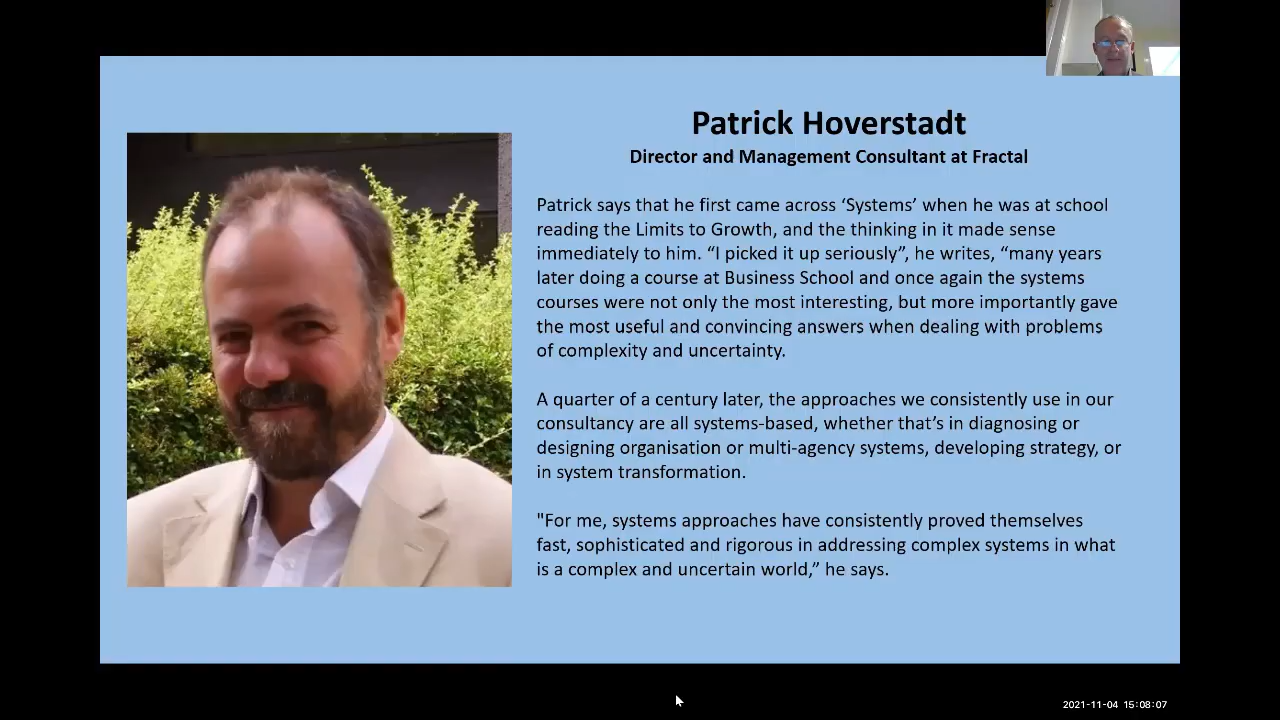 Patrick Hoverstadt
Director and Management Consultant at Fractal
Patrick says that he first came across ‘Systems’ when he was at school
reading the Limits to Growth, and the thinking in it made sense
immediately to him. “I picked it up seriously”, he writes, “many years
later doing a course at Business School and once again the systems
courses were not only the most interesting, but more importantly gave
the most useful and convincing answers when dealing with problems
of complexity and uncertainty.
A quarter of a century later, the approaches we consistently use in our
consultancy are all systems-based, whether that’s in diagnosing or
designing organisation or multi-agency systems, developing strategy, or
in system transformation.
"For me, systems approaches have consistently proved themselves
fast, sophisticated and rigorous in addressing complex systems in what
is a complex and uncertain world,” he says.
2021-11-04 15:08:07